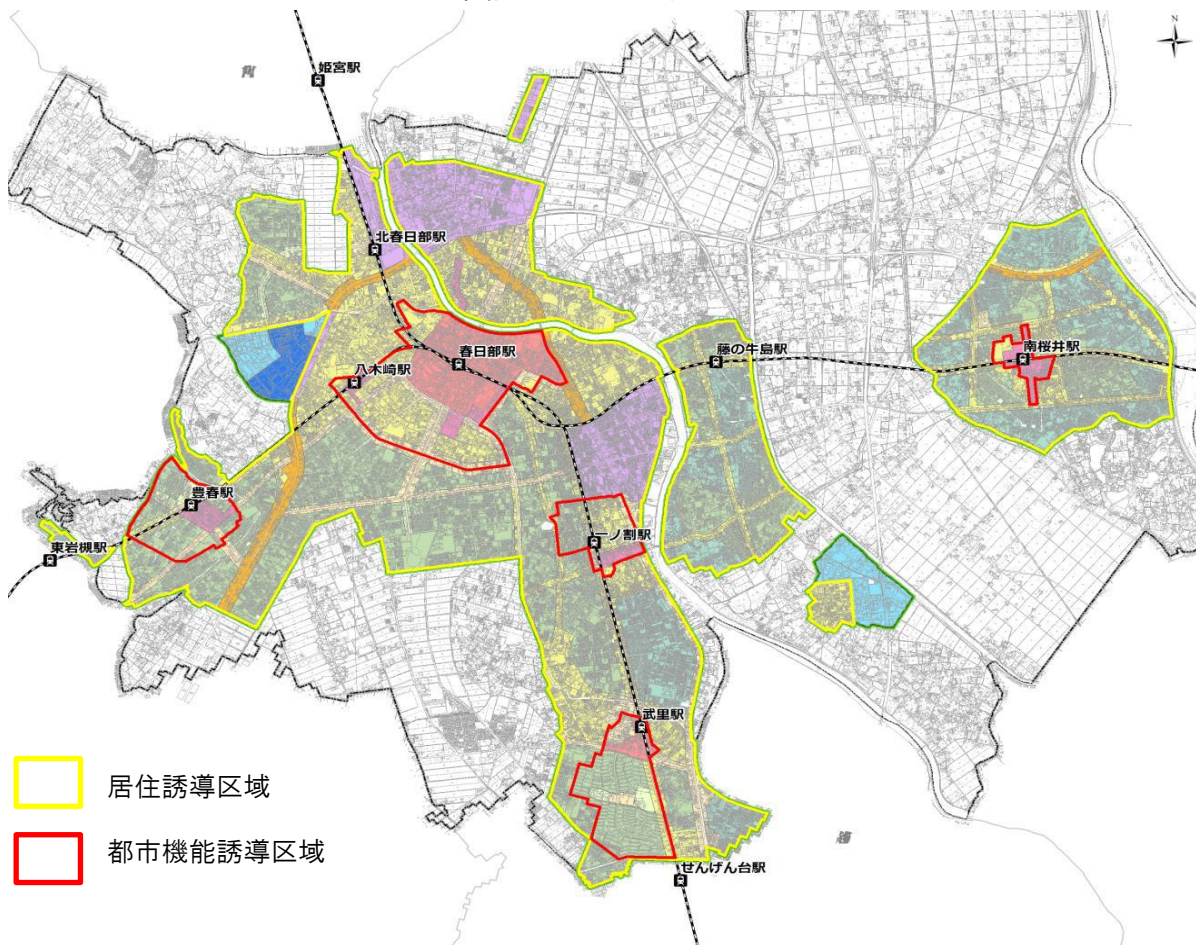 N
姫宮駅
北春日部駅
春日部駅
藤の牛島駅
南桜井駅
八木崎駅
豊春駅
一ノ割駅
東岩槻駅
武里駅
せんげん台駅
居住誘導区域
都市機能誘導区域